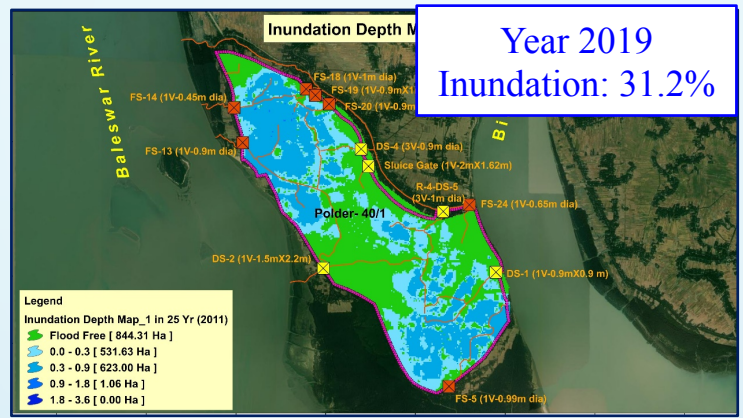 Inundation Depth M
Year 2019
Inundation: 31.2%
Baleswar River
Bi
FS-18 (1V-1m dia)
FS-19 (1V-0.9mX1
FS-20 (1V-0.9m
FS-14 (1V-0.45m dia)
FS-13 (1V-0.9m dia)
DS-4 (3V-0.9m dia)
Sluice Gate (1V-2mX1.62m)
R-4-DS-5
(3V-1m dia)
FS-24 (1V-0.65m dia)
Polder- 40/1
DS-2 (1V-1.5mX2.2m)
DS-1 (1V-0.9mX0.9 m)
FS-5 (1V-0.99m dia)
Legend
Inundation Depth Map_1 in 25 Yr (2011)
Flood Free [ 844.31 Ha ]
0.0 - 0.3 [ 531.63 Ha ]
0.3 - 0.9 [ 623.00 Ha ]
0.9 - 1.8 [ 1.06 Ha ]
1.8 - 3.6 [ 0.00 Ha ]